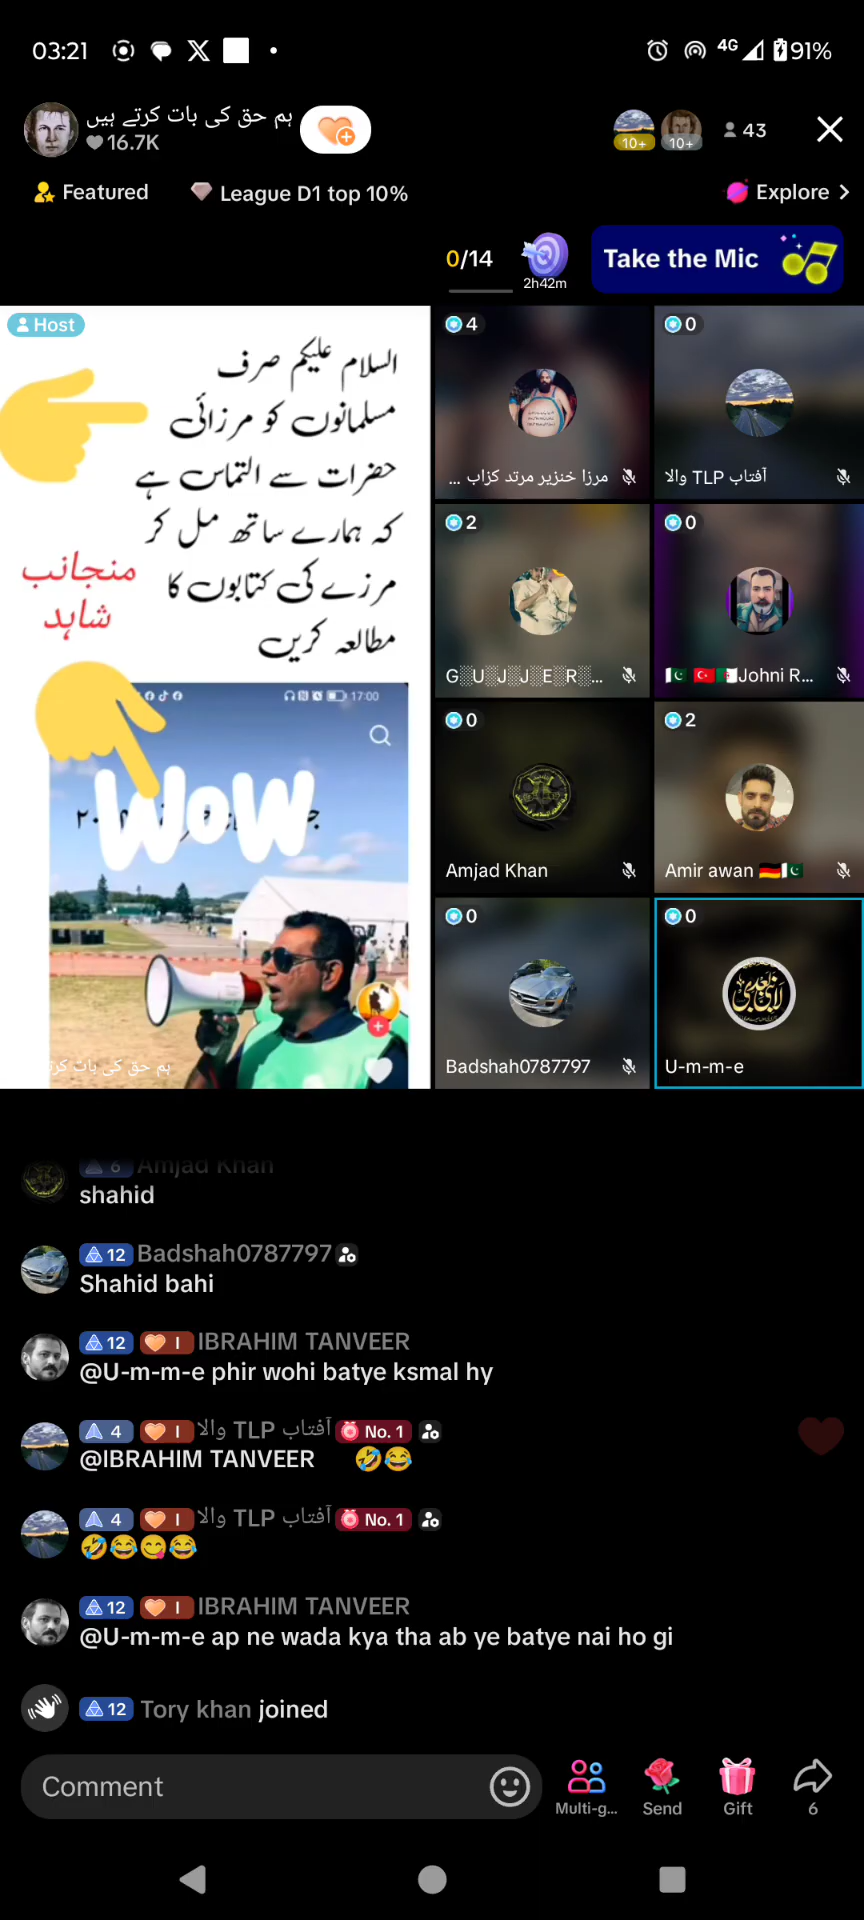 03:21
4G
91%
ہم حق کی بات کرتے ہیں
16.7K
10+
10+
43
Featured
League D1 top 10%
Explore
0/14
2h42m
Take the Mic
Host
السلام علیکم صرف
مسلمانوں کو مرزائی
حضرات سے التماس ہے
کہ ہمارے ساتھ مل کر
مرزے کی کتابوں کا
مطالعہ کریں
منجانب
شاہد
17:00
WOW
ہم حق کی بات کرتے
4
مرزا خنزیر مرتد کزاب ...
0
آفتاب TLP والا
2
G░U░J░J░E░R░...
0
🇵🇰 🇹🇷🇩🇿Johni R...
0
Amjad Khan
2
Amir awan 🇩🇪🇵🇰
0
Badshah0787797
0
U-m-m-e
6 Amjad Khan
shahid
12 Badshah0787797
Shahid bahi
12 I IBRAHIM TANVEER
@U-m-m-e phir wohi batye ksmal hy
4 I آفتاب TLP والا No. 1
@IBRAHIM TANVEER 🤣😂
4 I آفتاب TLP والا No. 1
🤣😂😋😂
12 I IBRAHIM TANVEER
@U-m-m-e ap ne wada kya tha ab ye batye nai ho gi
12 Tory khan joined
Comment
Multi-g...
Send
Gift
6